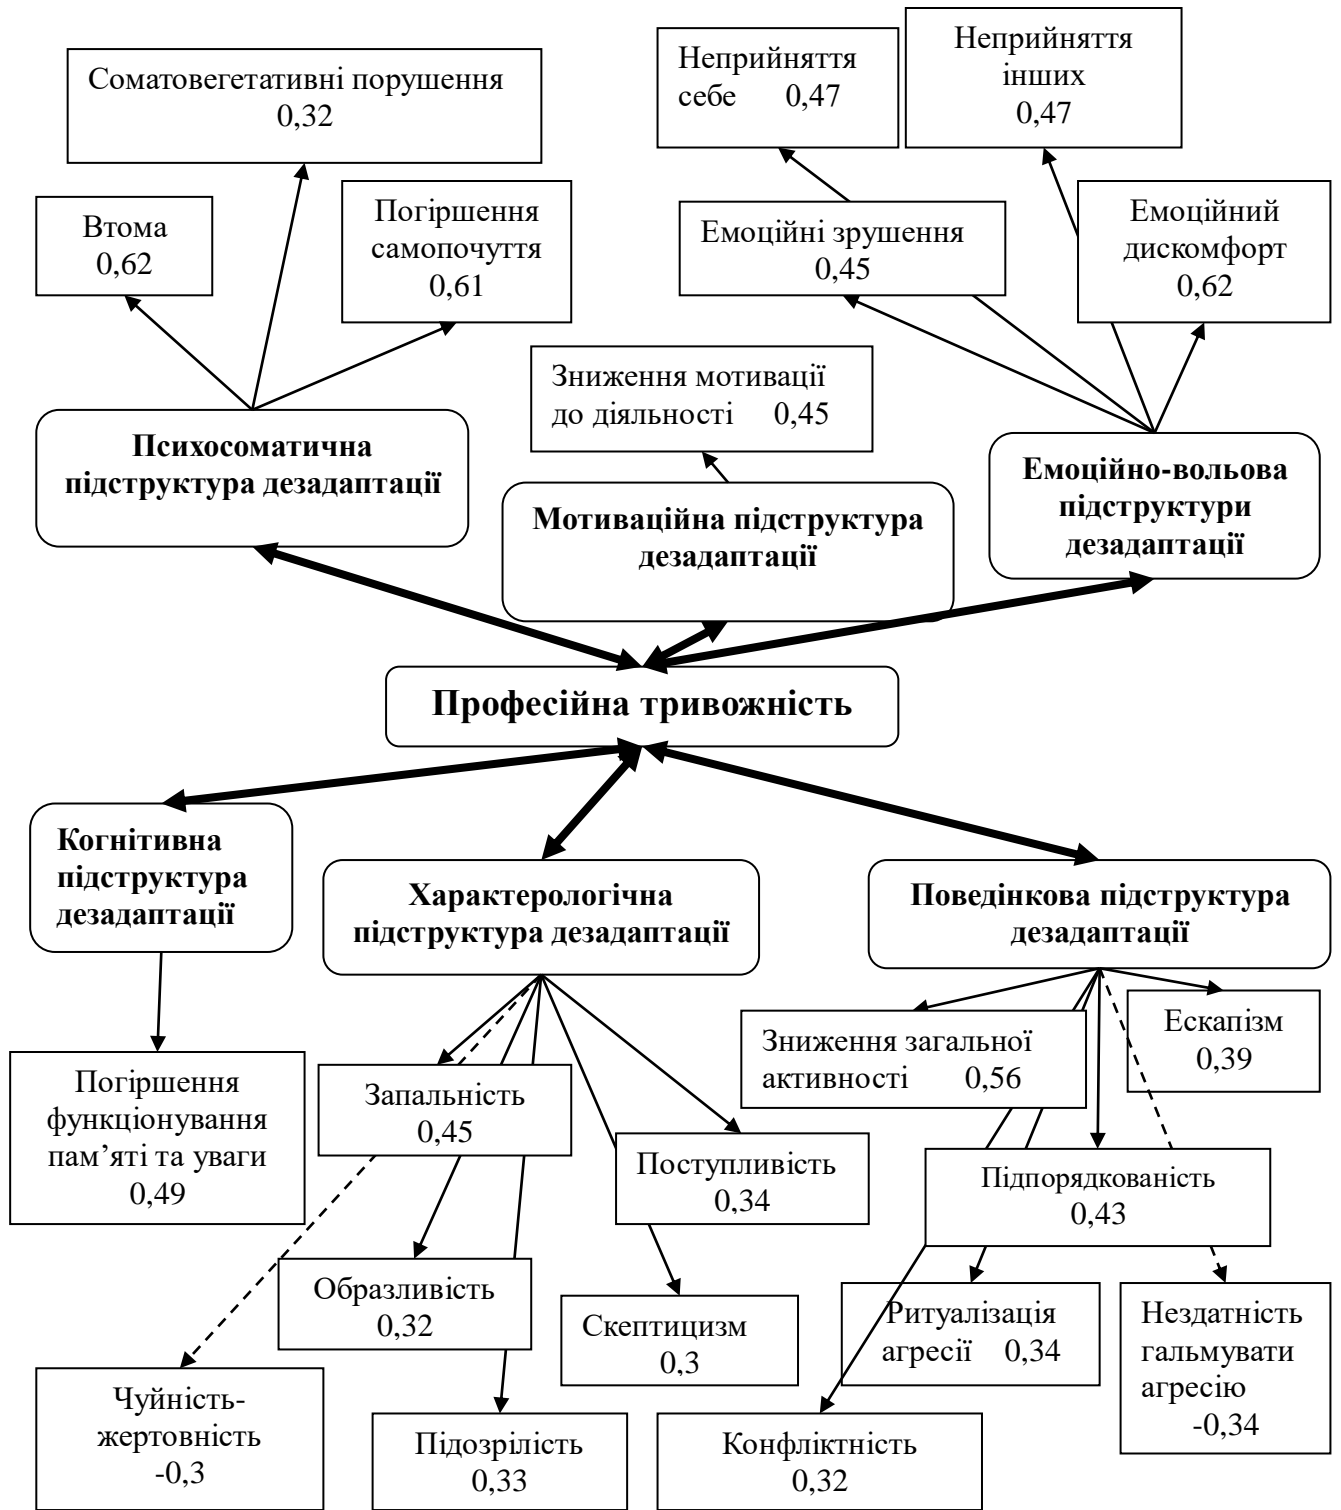 Соматовегетативні порушення
0,32
Неприйняття
себе 0,47
Неприйняття
інших
0,47
Втома
0,62
Погіршення
самопочуття
0,61
Емоційні зрушення
0,45
Емоційний
дискомфорт
0,62
Зниження мотивації
до діяльності 0,45
Психосоматична
підструктура дезадаптації
Мотиваційна підструктура
дезадаптації
Емоційно-вольова
підструктури
дезадаптації
Професійна тривожність
Когнітивна
підструктура
дезадаптації
Характерологічна
підструктура дезадаптації
Поведінкова підструктура
дезадаптації
Погіршення
функціонування
пам’яті та уваги
0,49
Запальність
0,45
Поступливість
0,34
Зниження загальної
активності 0,56
Ескапізм
0,39
Підпорядкованість
0,43
Образливість
0,32
Скептицизм
0,3
Ритуалізація
агресії 0,34
Нездатність
гальмувати
агресію
-0,34
Чуйність-
жертовність
-0,3
Підозрілість
0,33
Конфліктність
0,32